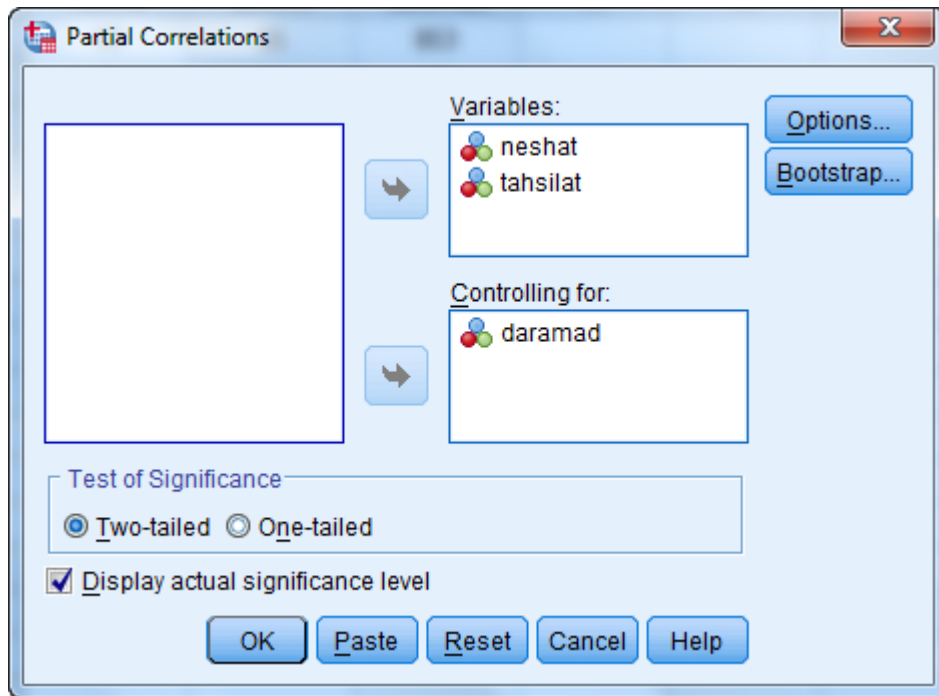 Partial Correlations
Variables:
neshat
tahsilat
Options...
Bootstrap...
Controlling for:
daramad
Test of Significance
Two-tailed One-tailed
Display actual significance level
OK Paste Reset Cancel Help